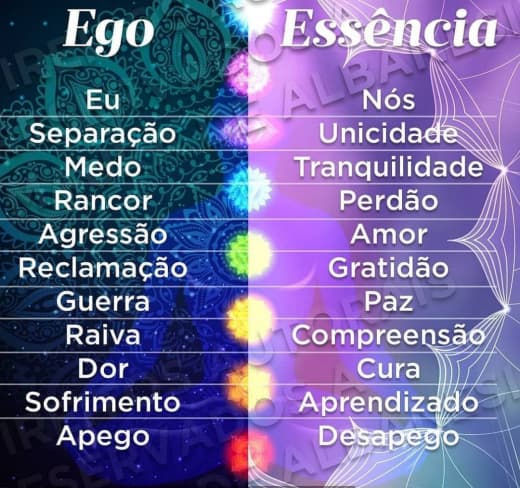 Ego Essência
Eu Nós
Separação Unicidade
Medo Tranquilidade
Rancor Perdão
Agressão Amor
Reclamação Gratidão
Guerra Paz
Raiva Compreensão
Dor Cura
Sofrimento Aprendizado
Apego Desapego